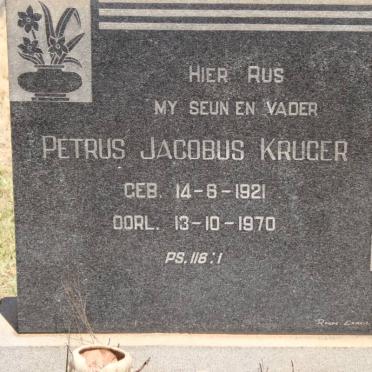 HIER RUS
MY SEUN EN VADER
PETRUS JACOBUS KRUGER
GEB. 14-6-1921
OORL. 13-10-1970
PS. 118:1